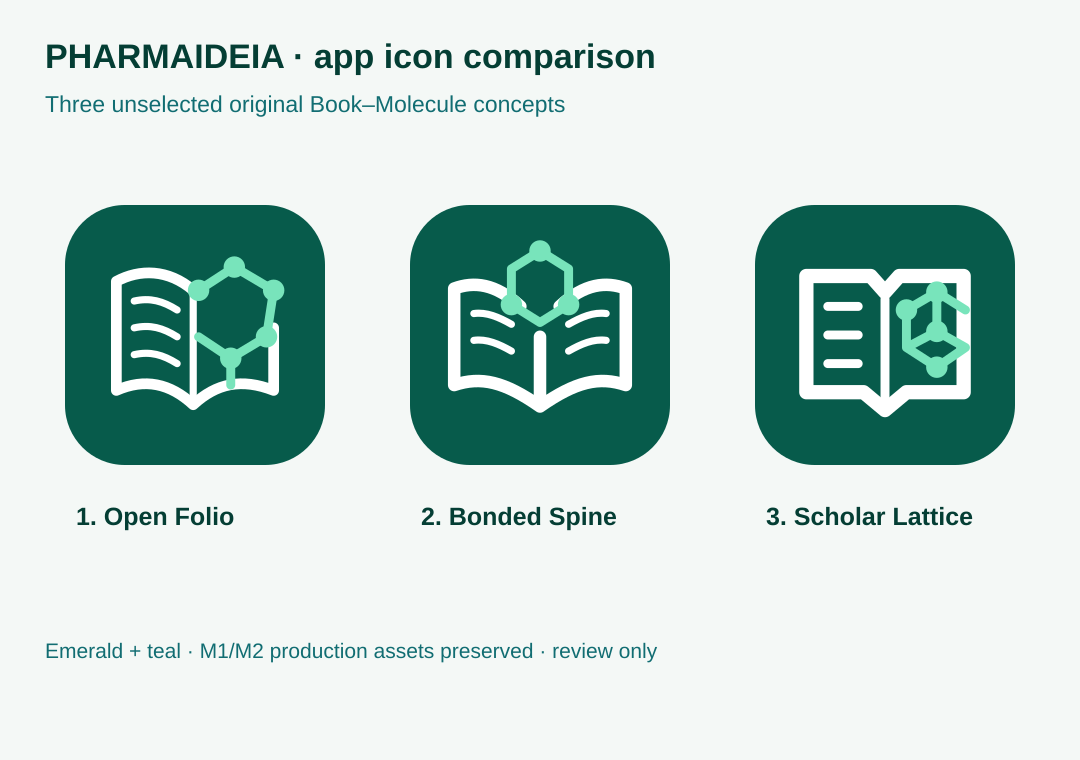 PHARMAIDEIA · app icon comparison
Three unselected original Book–Molecule concepts
1. Open Folio
2. Bonded Spine
3. Scholar Lattice
Emerald + teal · M1/M2 production assets preserved · review only